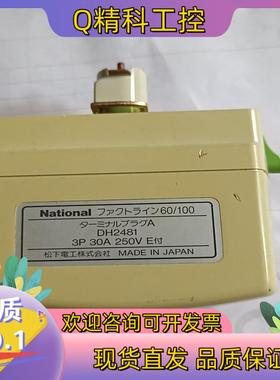 Q精科工控
National ファクトライン60/100
ターミナルプラグA
DH2481
3P 30A 250V E付
松下電工株式会社 MADE IN JAPAN
质
O.1
欢迎咨询可开发票
现货直发 品质保障